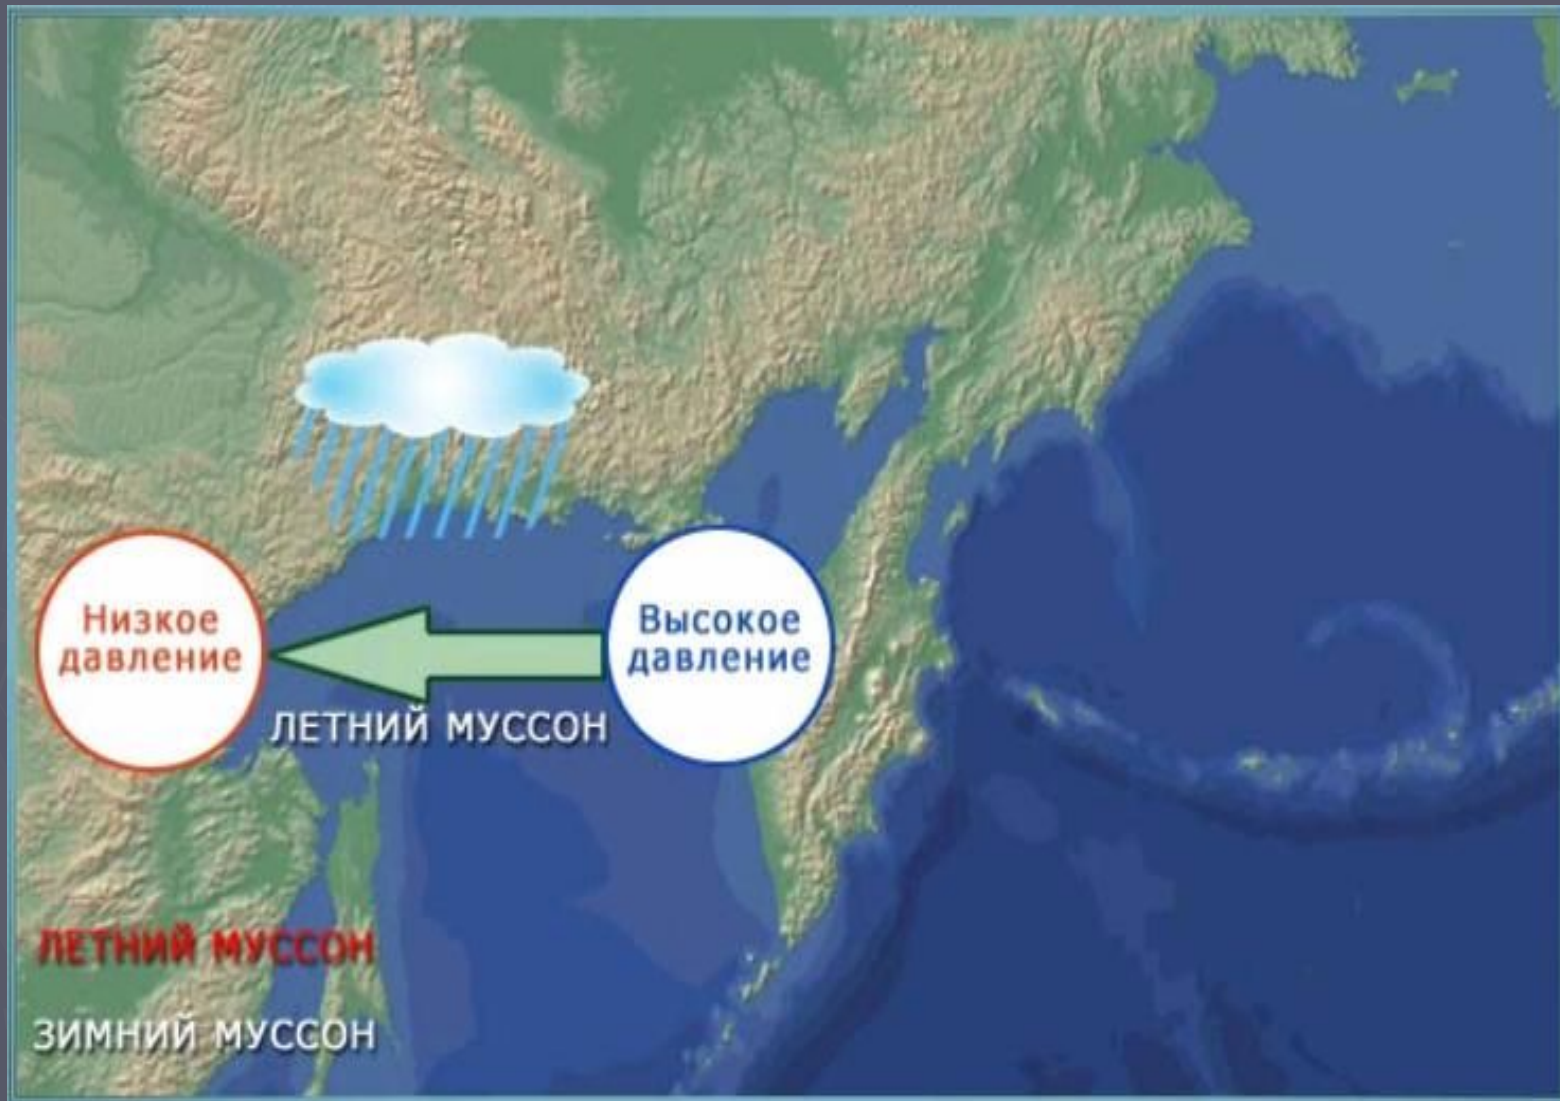 Низкое
давление
Высокое
давление
ЛЕТНИЙ МУССОН
ЛЕТНИЙ МУССОН
ЗИМНИЙ МУССОН